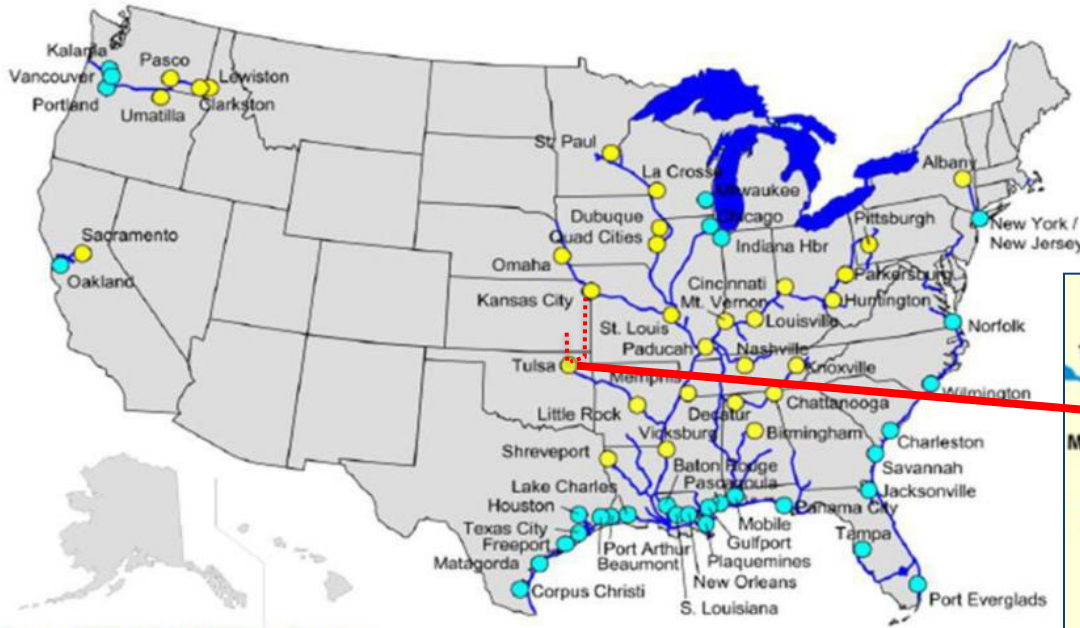 Kalama
Pasco
Lewiston
Vancouver
Portland
Clarkston
Umatilla
St. Paul
La Crosse
Milwaukee
Albany
Dubuque
Chicago
Pittsburgh
New York /
New Jersey
Quad Cities
Indiana Hbr
Sacramento
Omaha
Oakland
Cincinnati
Parkersburg
Kansas City
Mt. Vernon
Huntington
St. Louis
Louisville
Norfolk
Paducah
Nashville
Tulsa
Knoxville
Memphis
Wilmington
Little Rock
Decatur
Chattanooga
Vicksburg
Birmingham
Charleston
Shreveport
Baton Rouge
Savannah
Pascagoula
Lake Charles
Jacksonville
Houston
Panama City
Texas City
Mobile
Tampa
Freeport
Port Arthur
Gulfport
Matagorda
Beaumont
Plaquemines
New Orleans
Corpus Christi
S. Louisiana
Port Everglads
M